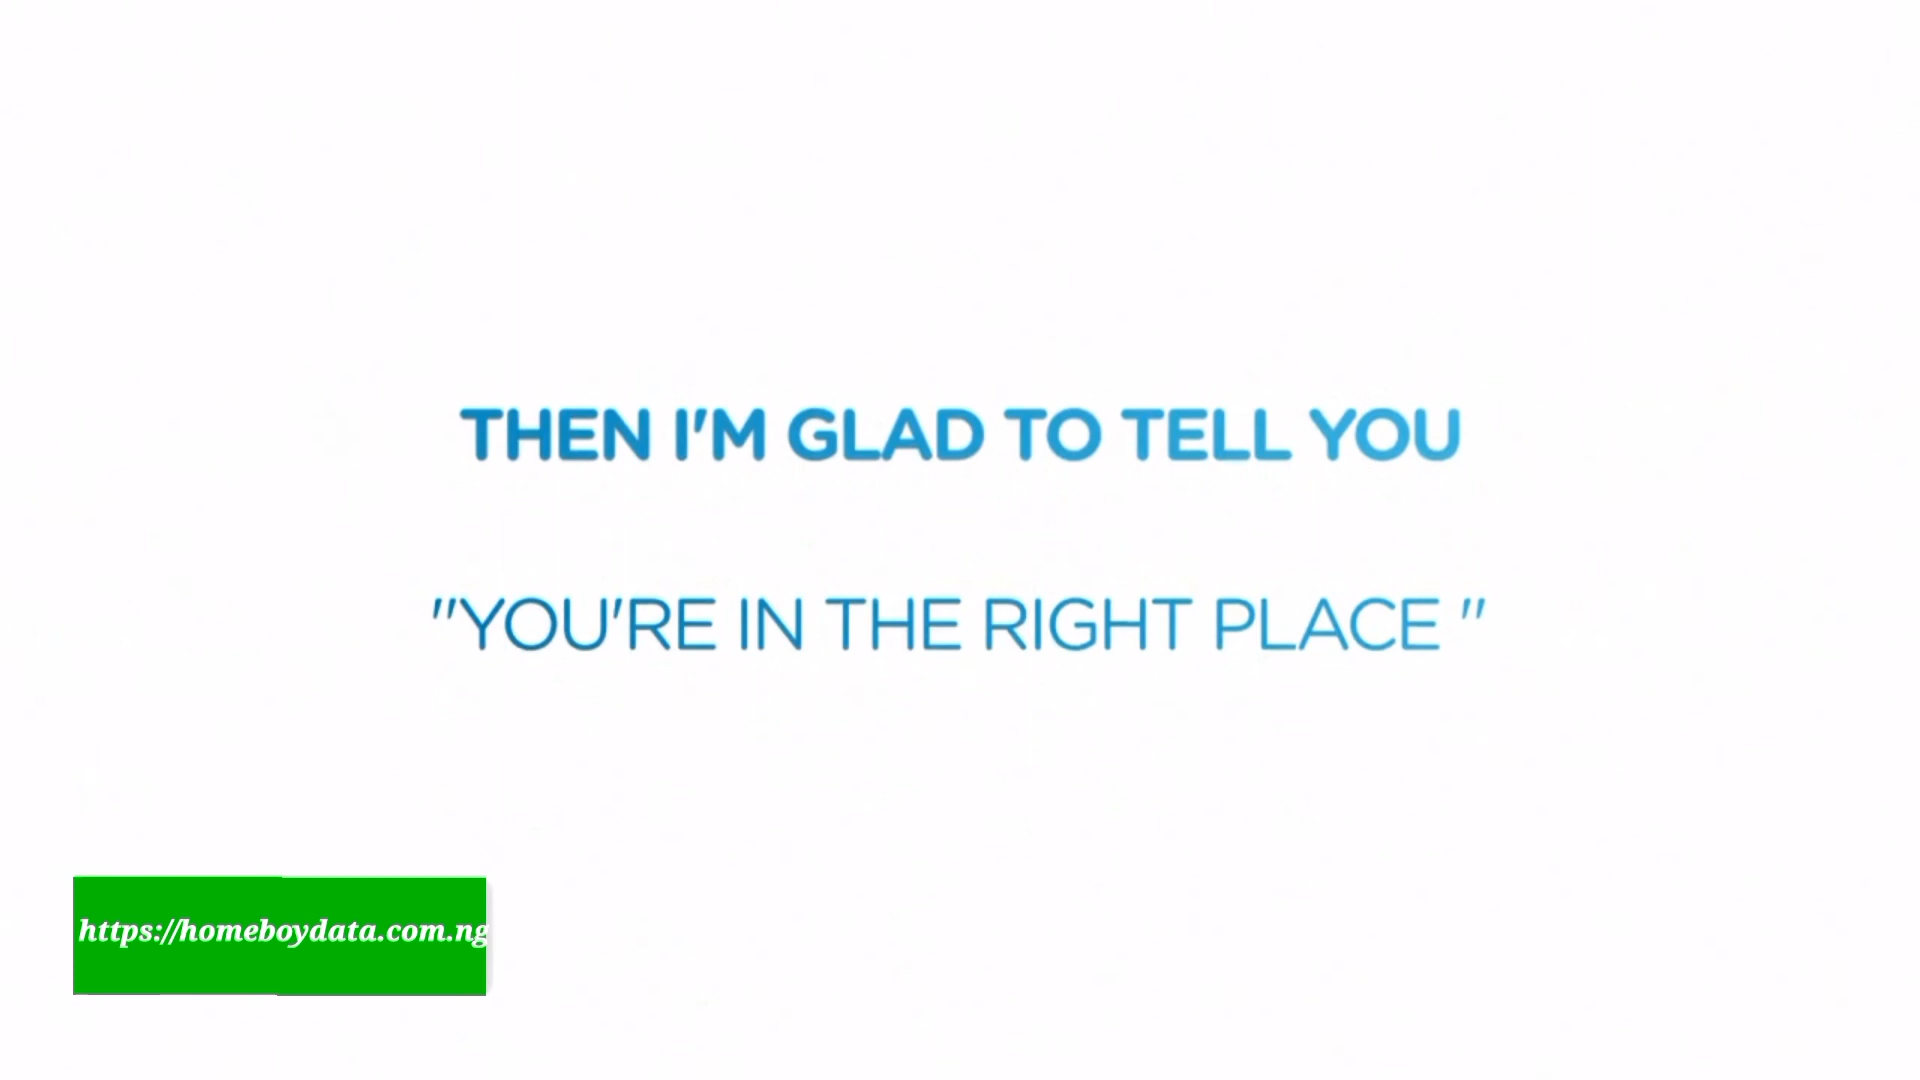 THEN I'M GLAD TO TELL YOU
"YOU'RE IN THE RIGHT PLACE "
https://homeboydata.com.ng